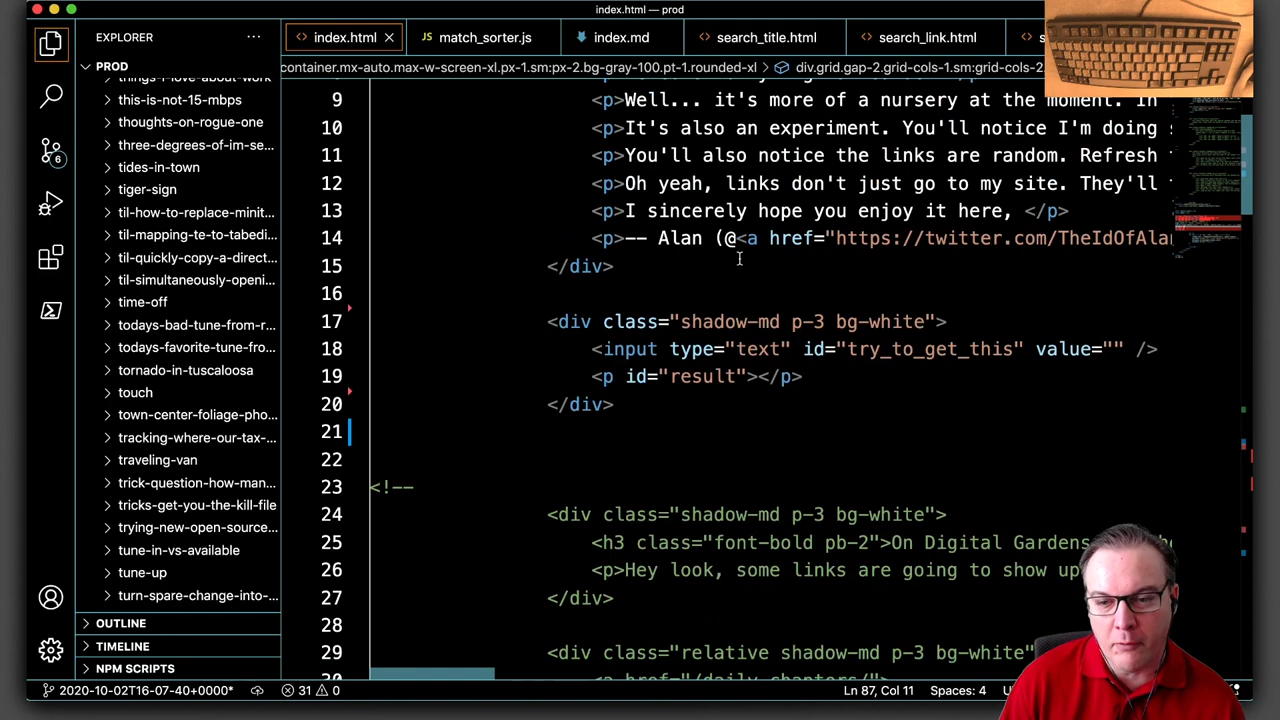 index.html — prod
EXPLORER
···
index.html
JS match_sorter.js
index.md
search_title.html
search_link.html
PROD
container.mx-auto.max-w-screen-xl.px-1.sm:px-2.bg-gray-100.pt-1.rounded-xl
div.grid.gap-2.grid-cols-1.sm:grid-cols-2.
things-i-love-about-work
this-is-not-15-mbps
thoughts-on-rogue-one
three-degrees-of-im-se...
tides-in-town
tiger-sign
til-how-to-replace-minit...
til-mapping-te-to-tabedi...
til-quickly-copy-a-direct...
til-simultaneously-openi...
time-off
todays-bad-tune-from-r...
todays-favorite-tune-fro...
tornado-in-tuscaloosa
touch
town-center-foliage-pho...
tracking-where-our-tax-...
traveling-van
trick-question-how-man...
tricks-get-you-the-kill-file
trying-new-open-source...
tune-in-vs-available
tune-up
turn-spare-change-into-...
OUTLINE
TIMELINE
NPM SCRIPTS
6
9 <p>Well... it's more of a nursery at the moment. In
10 <p>It's also an experiment. You'll notice I'm doing s
11 <p>You'll also notice the links are random. Refresh
12 <p>Oh yeah, links don't just go to my site. They'll
13 <p>I sincerely hope you enjoy it here, </p>
14 <p>-- Alan (@<a href="https://twitter.com/TheIdOfAlan
15 </div>
16
17 <div class="shadow-md p-3 bg-white">
18 <input type="text" id="try_to_get_this" value="" />
19 <p id="result"></p>
20 </div>
21
22
23 <!--
24 <div class="shadow-md p-3 bg-white">
25 <h3 class="font-bold pb-2">On Digital Gardens
26 <p>Hey look, some links are going to show up
27 </div>
28
29 <div class="relative shadow-md p-3 bg-white"
30 <a href="/daily-chapters/">
2020-10-02T16-07-40+0000*
31
0
Ln 87, Col 11
Spaces: 4